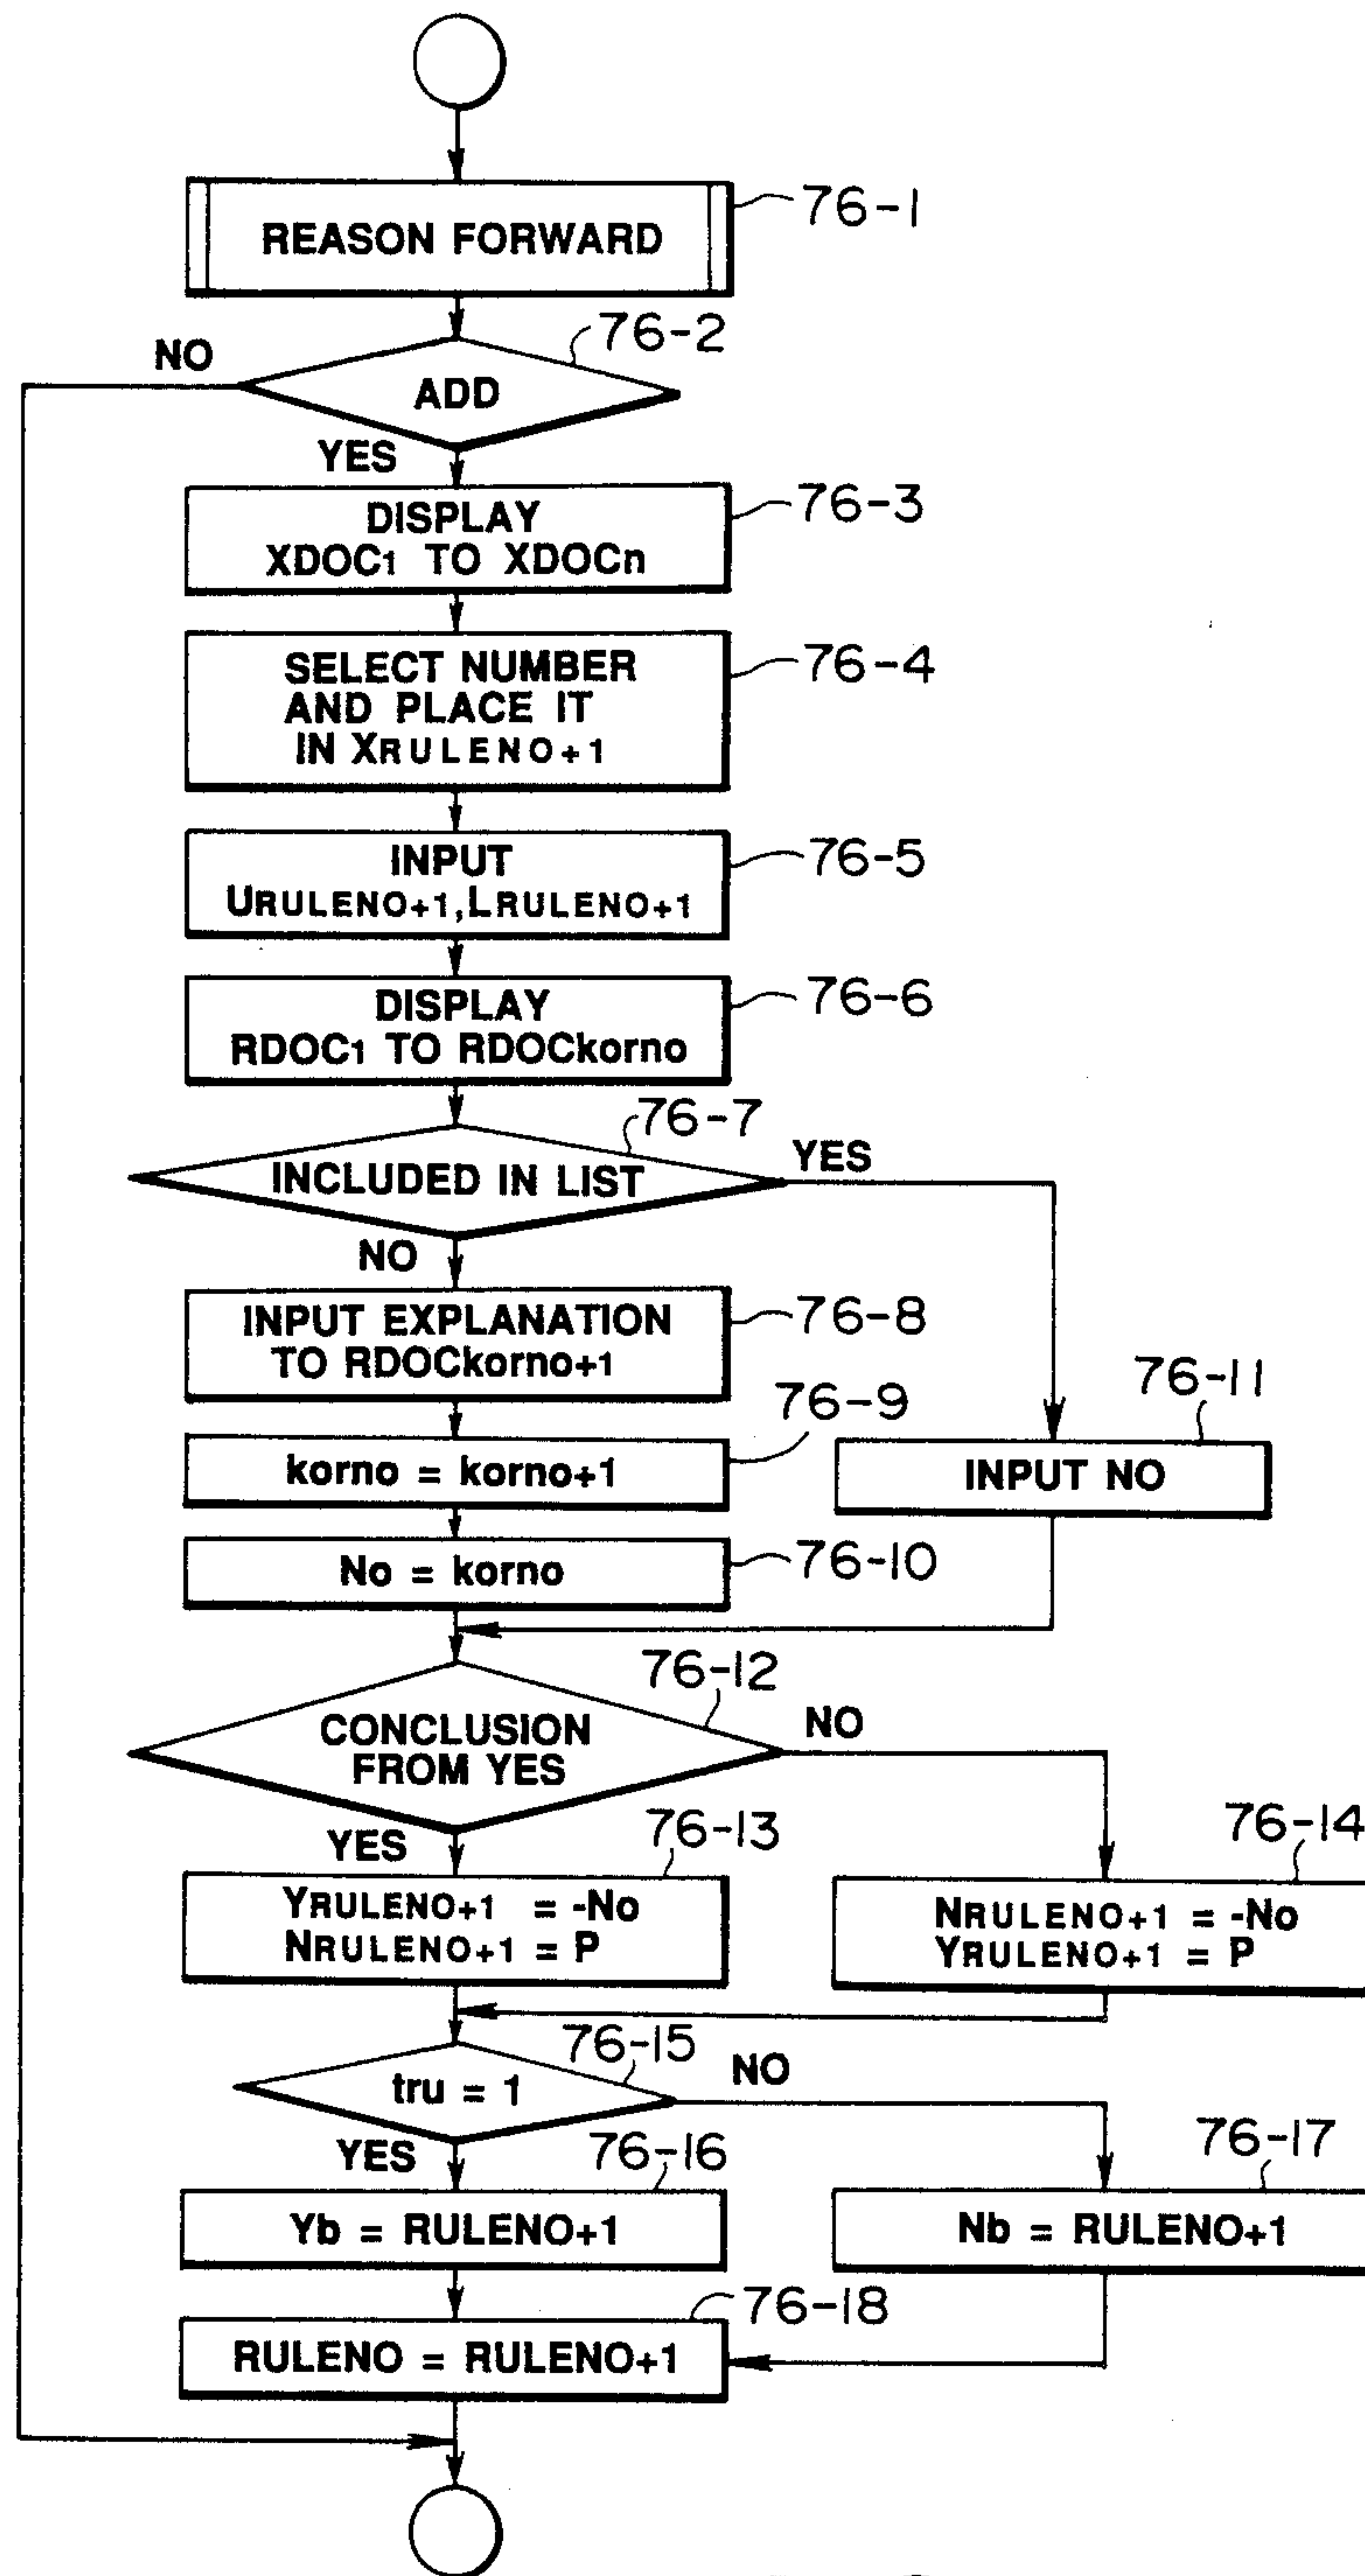 REASON FORWARD
76-1
76-2
NO
ADD
YES
DISPLAY
XDOC1 TO XDOCn
76-3
SELECT NUMBER
AND PLACE IT
IN XRULENO+1
76-4
INPUT
URULENO+1,LRULENO+1
76-5
DISPLAY
RDOC1 TO RDOCkorno
76-6
76-7
INCLUDED IN LIST
YES
NO
INPUT EXPLANATION
TO RDOCkorno+1
76-8
76-9
korno = korno+1
76-11
INPUT NO
No = korno
76-10
76-12
CONCLUSION
FROM YES
NO
YES
76-13
YRULENO+1 = -No
NRULENO+1 = P
76-14
NRULENO+1 = -No
YRULENO+1 = P
76-15
tru = 1
NO
YES
76-16
Yb = RULENO+1
76-17
Nb = RULENO+1
76-18
RULENO = RULENO+1